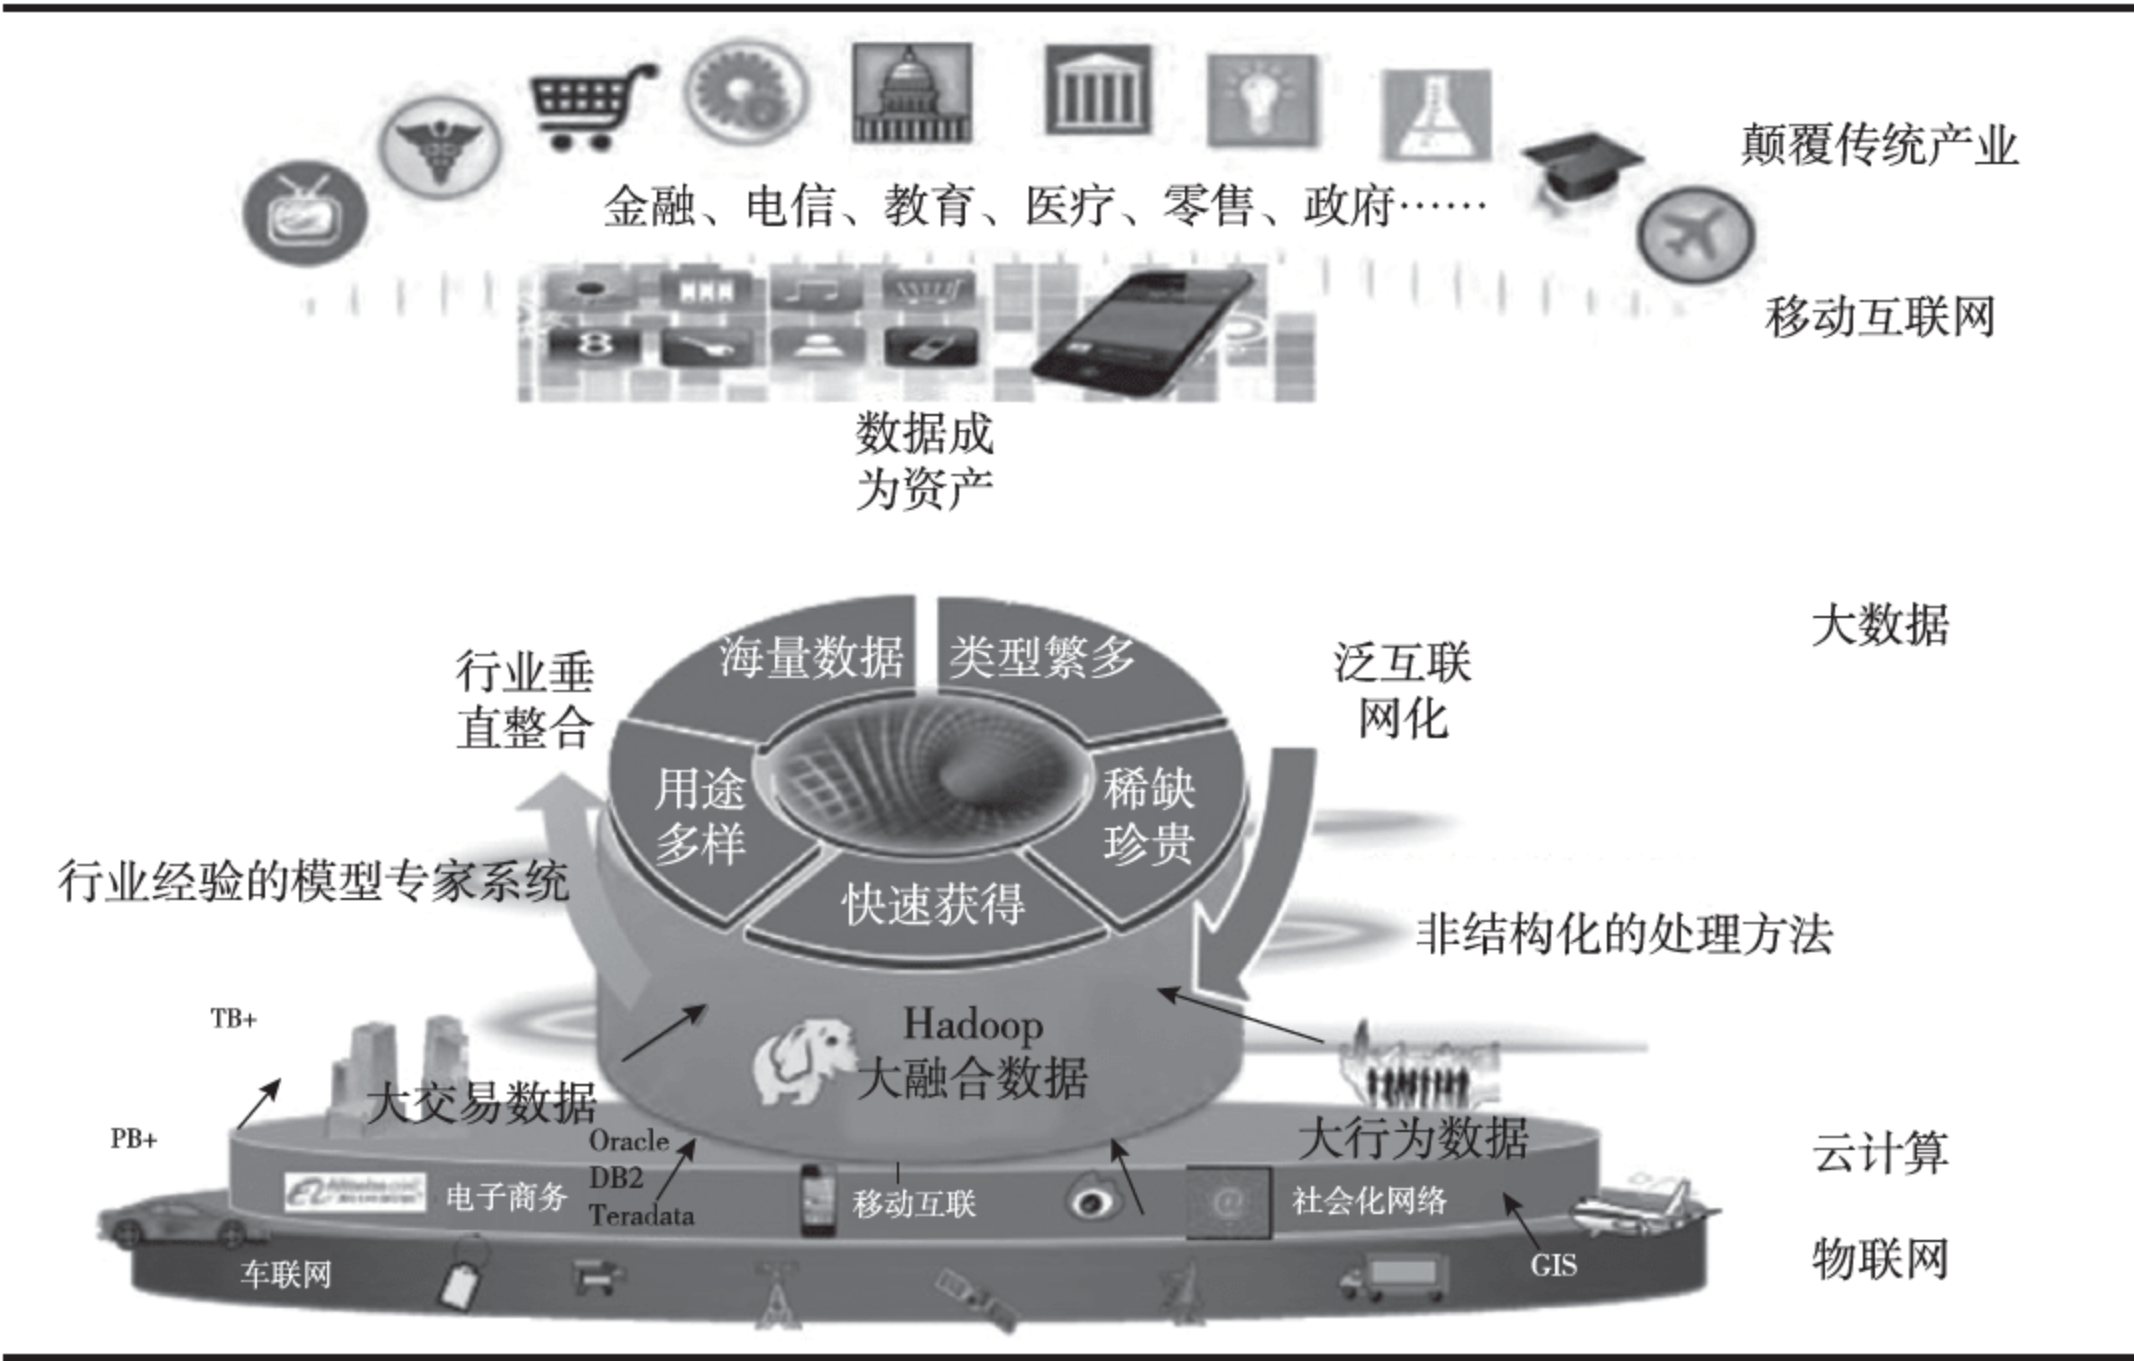 颠覆传统产业
金融、电信、教育、医疗、零售、政府……
移动互联网
数据成
为资产
大数据
海量数据
类型繁多
行业垂
直整合
泛互联
网化
用途
多样
稀缺
珍贵
行业经验的模型专家系统
快速获得
非结构化的处理方法
TB+
Hadoop
大融合数据
大交易数据
PB+
Oracle
DB2
Teradata
大行为数据
云计算
电子商务
移动互联
@
社会化网络
车联网
GIS
物联网